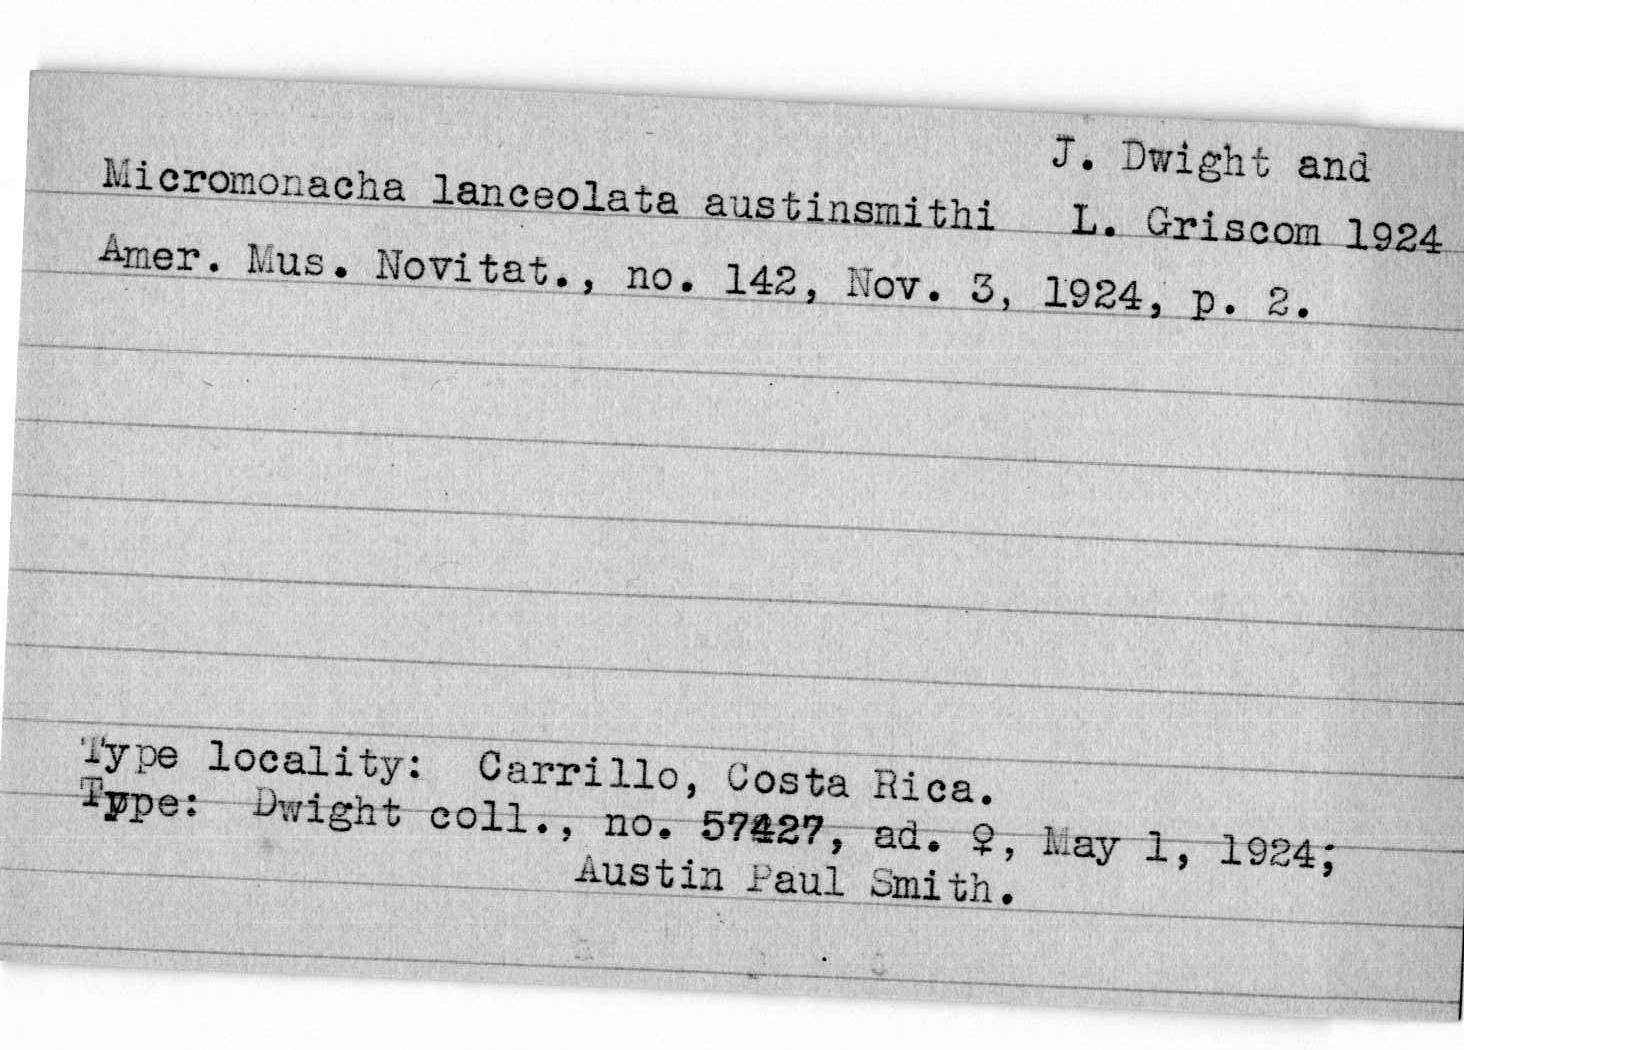 J. Dwight and
Micromonacha lanceolata austinsmithi L. Griscom 1924
Amer. Mus. Novitat., no. 142, Nov. 3, 1924, p. 2.
Type locality: Carrillo, Costa Rica.
Type: Dwight coll., no. 57427, ad. ♀, May 1, 1924;
Austin Paul Smith.